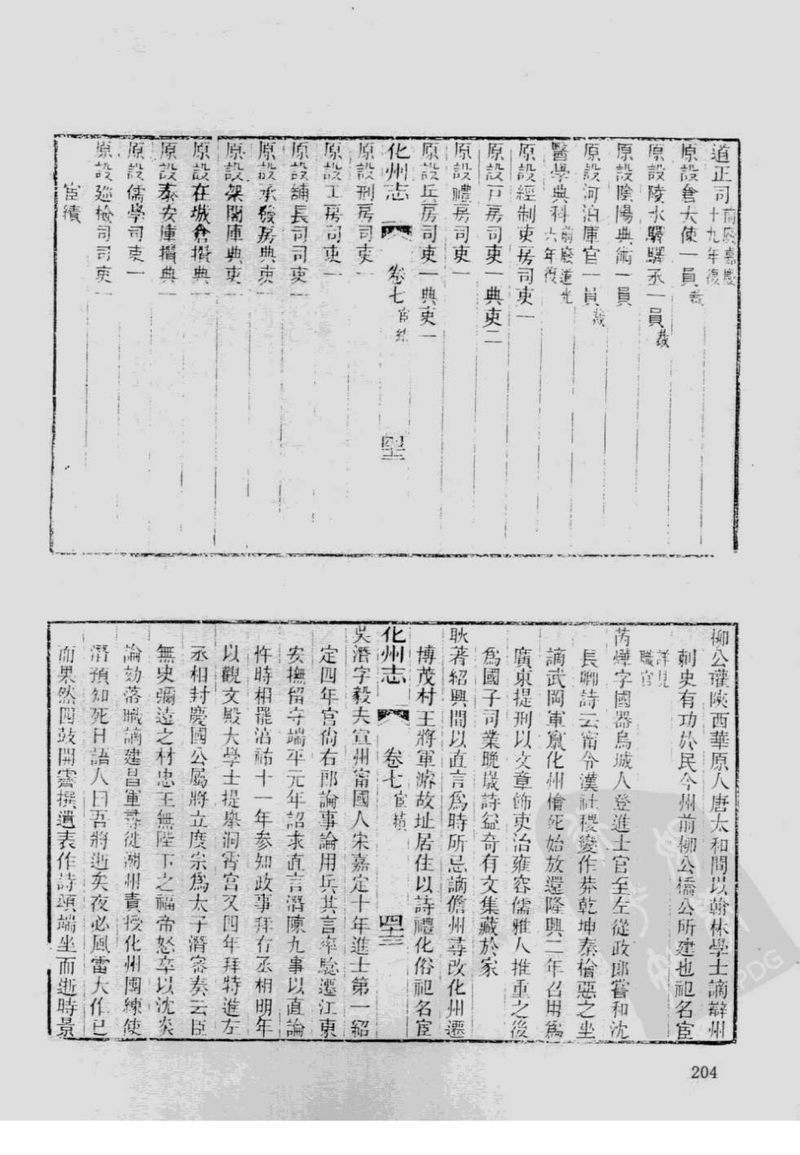 道正司前廢嘉慶十九年復
原設倉大使一員裁
原設陵水驛驛丞一員裁
原設陰陽典術一員
原設河泊庫官一員裁
醫學典科前廢道光六年復
原設經制吏房司吏一
原設戶房司吏一典吏二
原設禮房司吏一
原設兵房司吏一典吏一
化州志 卷七宦績 四十二
原設刑房司吏一
原設工房司吏一
原設鋪長司司吏一
原設承發房典吏一
原設架閣庫典吏一
原設在城倉攢典一
原設泰安庫攢典一
原設儒學司吏一
原設巡檢司司吏一
宦績
柳公瓘陝西華原人唐太和間以翰林學士謫辯州
刺史有功於民今州前柳公橋公所建也祀名宦
詳見職官
芮燁字國器烏城人登進士官至左從政郎嘗和沈
長卿詩云甯令漢社稷變作莽乾坤秦檜惡之坐
謫武岡軍竄化州檜死始放還隆興二年召用爲
廣東提刑以文章飾吏治雍容儒雅人推重之後
爲國子司業晚歲詩益奇有文集藏於家
耿著紹興間以直言爲時所忌謫儋州尋改化州遷
博茂村王將軍游故址居住以詩禮化俗祀名宦
化州志 卷七宦績 四十三
吳潛字毅夫宣州甯國人宋嘉定十年進士第一紹
定四年官尙右郎論事論用兵其言率驗遷江東
安撫留守端平元年詔求直言潛陳九事以直論
忤時相罷湻祐十一年參知政事拜右丞相明年
以觀文殿大學士提舉洞霄宮又四年拜特進左
丞相封慶國公屬將立度宗爲太子潛密奏云臣
無史彌遠之材忠王無陛下之福帝怒卒以沈炎
論劾落職謫建昌軍尋徙潮州責授化州團練使
潛預知死日語人曰吾將逝矣夜必風雷大作已
而果然四鼓開霽撰遺表作詩頌端坐而逝時景
204